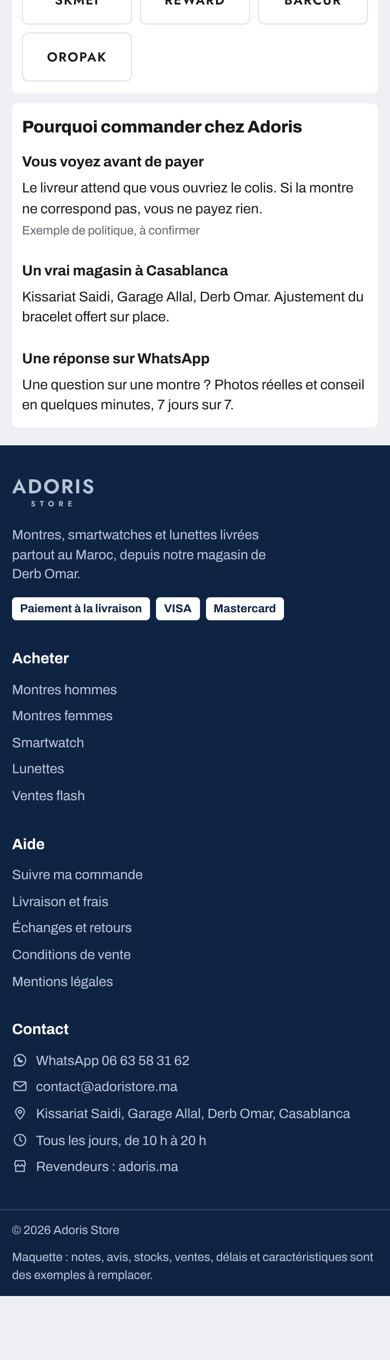 SKMEI REWARD BARCUR
OROPAK
Pourquoi commander chez Adoris
Vous voyez avant de payer
Le livreur attend que vous ouvriez le colis. Si la montre
ne correspond pas, vous ne payez rien.
Exemple de politique, à confirmer
Un vrai magasin à Casablanca
Kissariat Saidi, Garage Allal, Derb Omar. Ajustement du
bracelet offert sur place.
Une réponse sur WhatsApp
Une question sur une montre ? Photos réelles et conseil
en quelques minutes, 7 jours sur 7.
ADORIS
STORE
Montres, smartwatches et lunettes livrées
partout au Maroc, depuis notre magasin de
Derb Omar.
Paiement à la livraison VISA Mastercard
Acheter
Montres hommes
Montres femmes
Smartwatch
Lunettes
Ventes flash
Aide
Suivre ma commande
Livraison et frais
Échanges et retours
Conditions de vente
Mentions légales
Contact
WhatsApp 06 63 58 31 62
contact@adoristore.ma
Kissariat Saidi, Garage Allal, Derb Omar, Casablanca
Tous les jours, de 10 h à 20 h
Revendeurs : adoris.ma
© 2026 Adoris Store
Maquette : notes, avis, stocks, ventes, délais et caractéristiques sont
des exemples à remplacer.